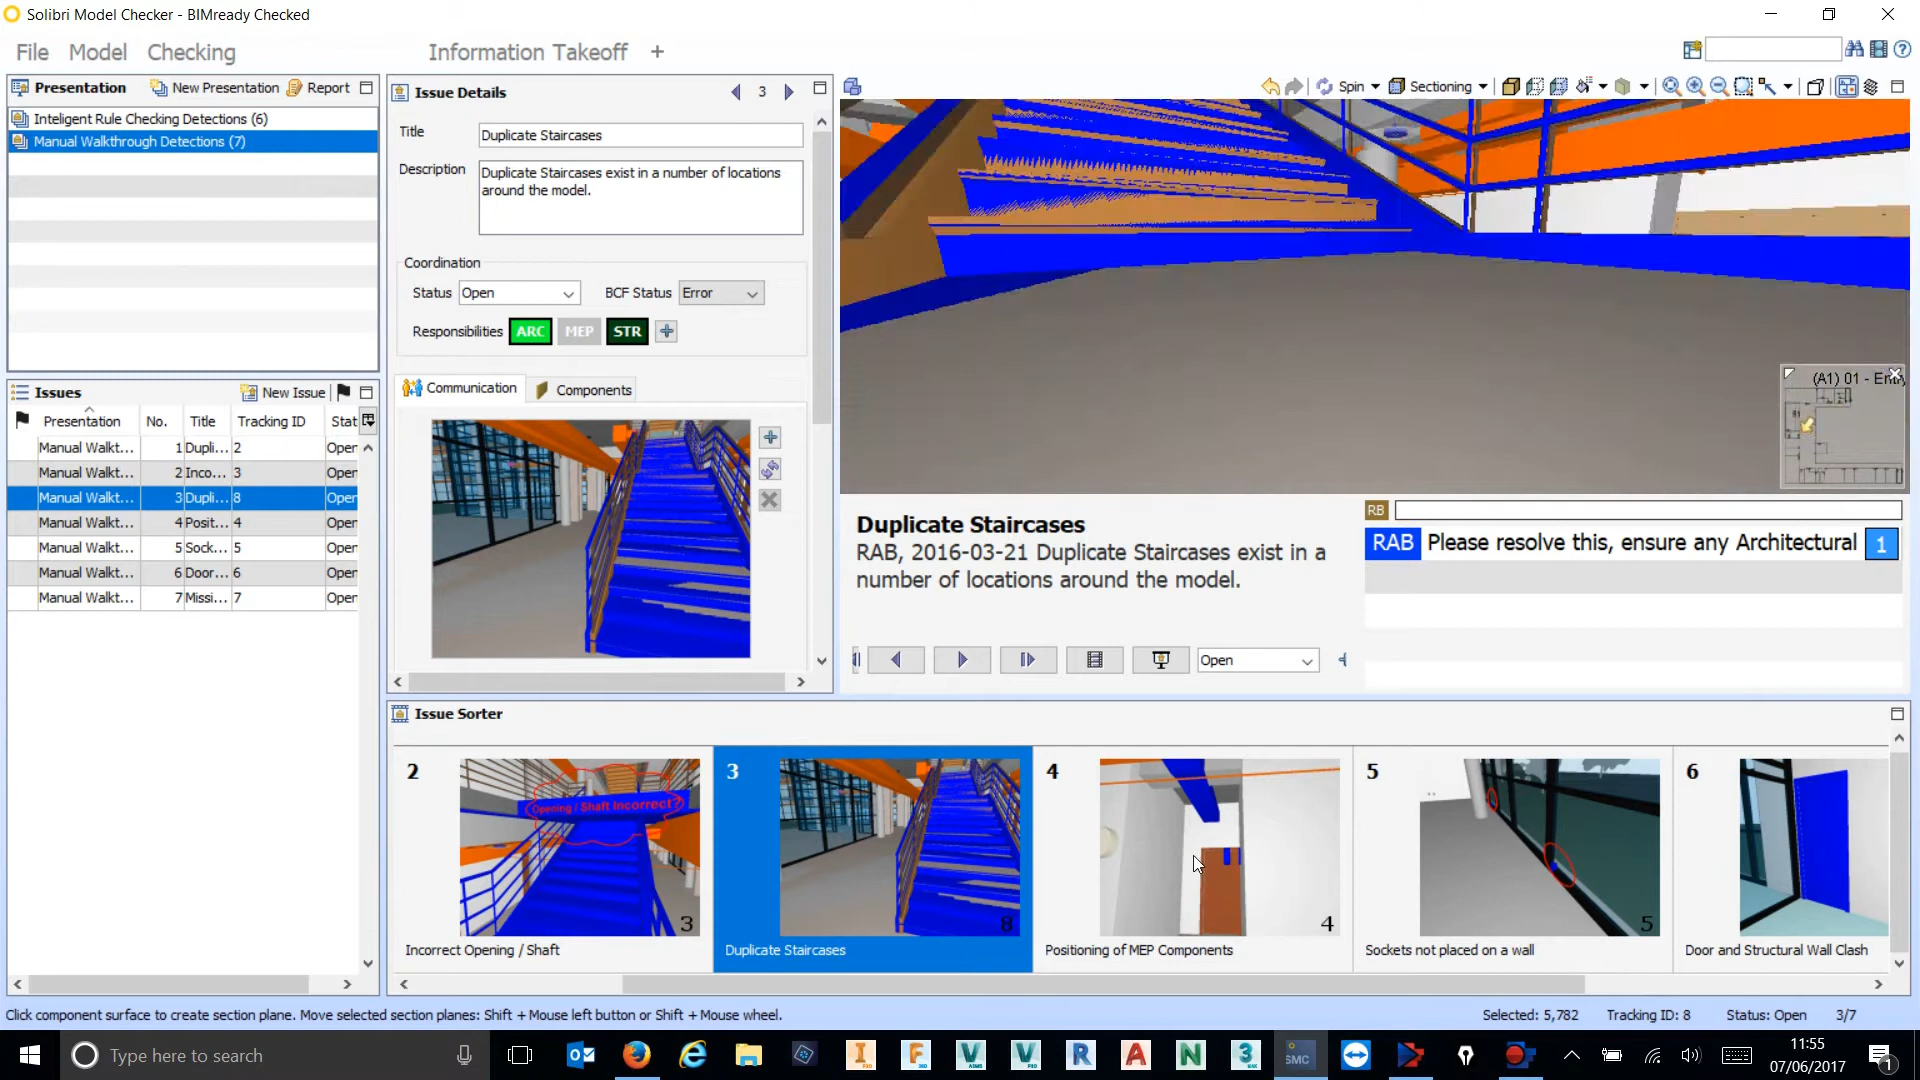 Solibri Model Checker - BIMready Checked
File Model Checking Information Takeoff +
Presentation New Presentation Report
Inteligent Rule Checking Detections (6)
Manual Walkthrough Detections (7)
Issue Details 3
Title Duplicate Staircases
Description Duplicate Staircases exist in a number of locations
around the model.
Coordination
Status Open BCF Status Error
Responsibilities ARC MEP STR
Communication Components
Spin Sectioning
(A1) 01 - Entry
Issues New Issue
Presentation No. Title Tracking ID Stat
Manual Walkt... 1 Dupli... 2 Open
Manual Walkt... 2 Inco... 3 Open
Manual Walkt... 3 Dupli... 8 Open
Manual Walkt... 4 Posit... 4 Open
Manual Walkt... 5 Sock... 5 Open
Manual Walkt... 6 Door... 6 Open
Manual Walkt... 7 Missi... 7 Open
Duplicate Staircases
RAB, 2016-03-21 Duplicate Staircases exist in a
number of locations around the model.
Open
RB
RAB Please resolve this, ensure any Architectural 1
Issue Sorter
2 3 4 5 6
Opening / Shaft Incorrect?
3 8 4 5
Incorrect Opening / Shaft
Duplicate Staircases
Positioning of MEP Components
Sockets not placed on a wall
Door and Structural Wall Clash
Click component surface to create section plane. Move selected section planes: Shift + Mouse left button or Shift + Mouse wheel.
Selected: 5,782 Tracking ID: 8 Status: Open 3/7
Type here to search
SMC
11:55
07/06/2017
1